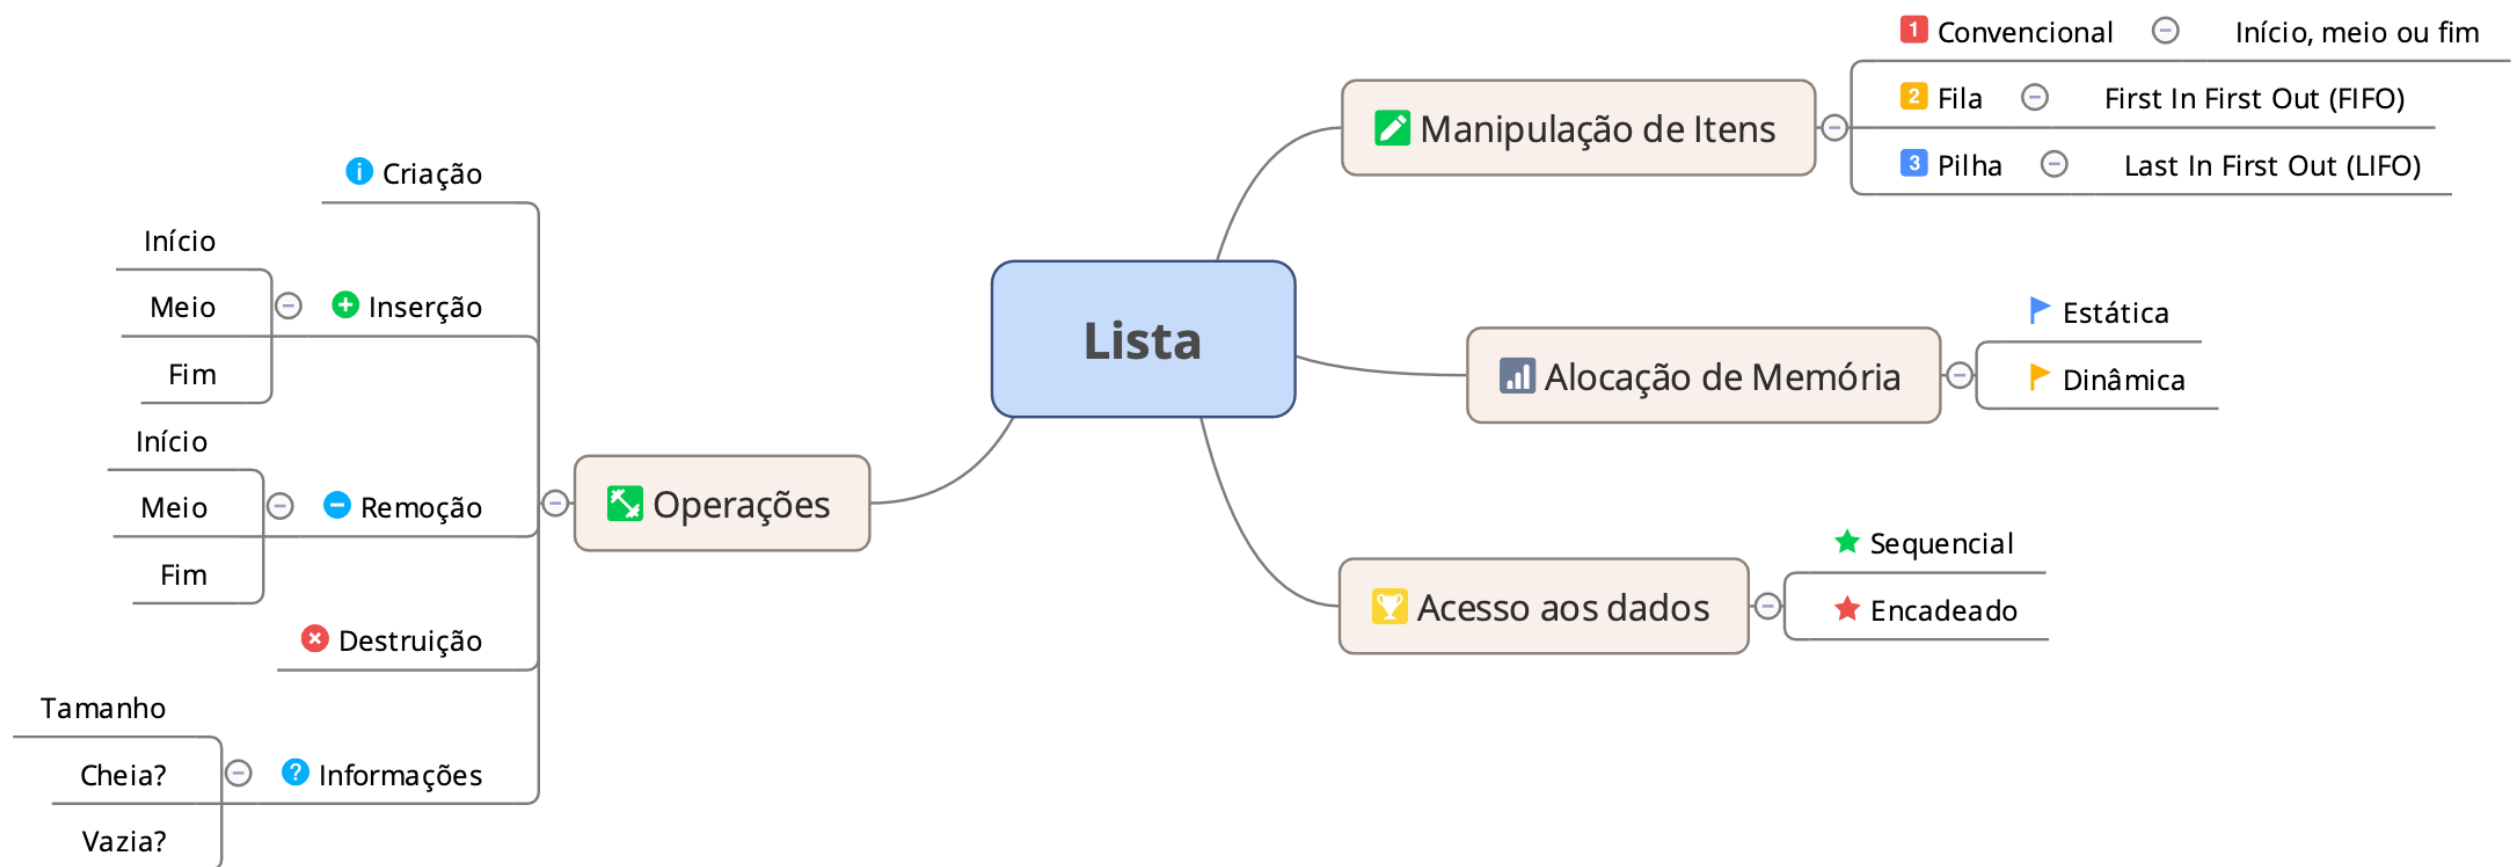 Lista
Manipulação de Itens
Convencional
Início, meio ou fim
Fila
First In First Out (FIFO)
Pilha
Last In First Out (LIFO)
Alocação de Memória
Estática
Dinâmica
Acesso aos dados
Sequencial
Encadeado
Operações
Criação
Inserção
Início
Meio
Fim
Remoção
Início
Meio
Fim
Destruição
Informações
Tamanho
Cheia?
Vazia?